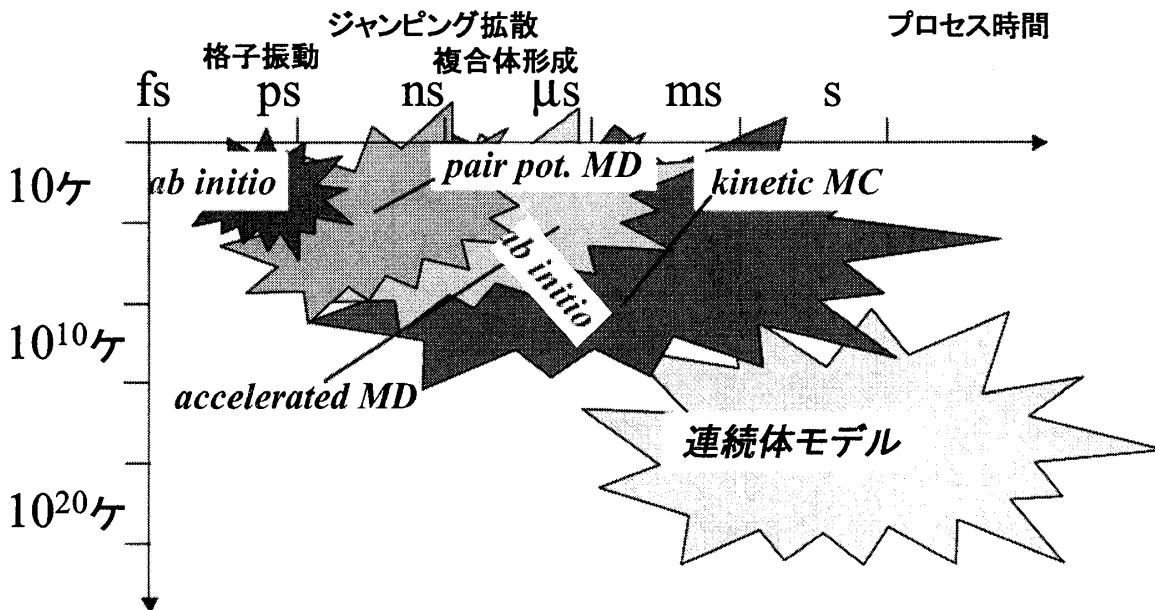 ジャンピング拡散
プロセス時間
格子振動
複合体形成
fs ps ns μs ms s
10ケ
ab initio
pair pot. MD
kinetic MC
ab initio
10¹⁰ケ
accelerated MD
連続体モデル
10²⁰ケ